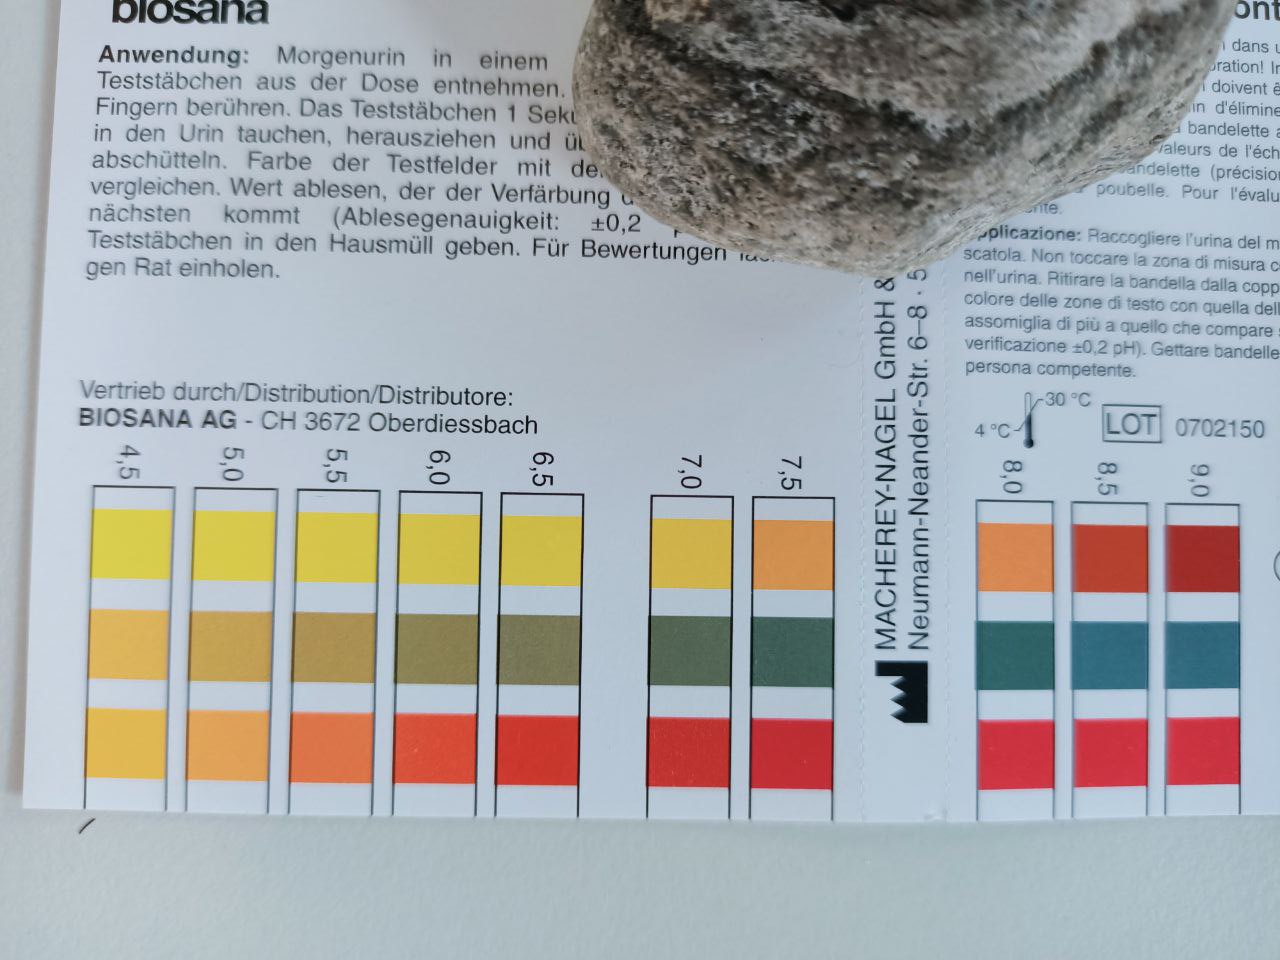 biosana
Anwendung: Morgenurin in einem
Teststäbchen aus der Dose entnehmen.
Fingern berühren. Das Teststäbchen 1
in den Urin tauchen, herausziehen und
abschütteln. Farbe der Testfelder mit
vergleichen. Wert ablesen, der der Verfärbung
nächsten kommt (Ablesegenauigkeit: ±0,2
Teststäbchen in den Hausmüll geben. Für Bewertungen
gen Rat einholen.
Vertrieb durch/Distribution/Distributore:
BIOSANA AG - CH 3672 Oberdiessbach
4,5 5,0 5,5 6,0 6,5 7,0 7,5
MACHEREY-NAGEL GmbH &
Neumann-Neander-Str. 6–8 · 5
dans
doivent
d'élimine
bandelette
valeurs de l'éch
(précision
poubelle. Pour l'évalu
Applicazione: Raccogliere l'urina del m
scatola. Non toccare la zona di misura c
nell'urina. Ritirare la bandella dalla copp
colore delle zone di testo con quella dell
assomiglia di più a quello che compare s
verificazione ±0,2 pH). Gettare bandelle
persona competente.
4 °C 30 °C LOT 0702150
8,0 8,5 9,0